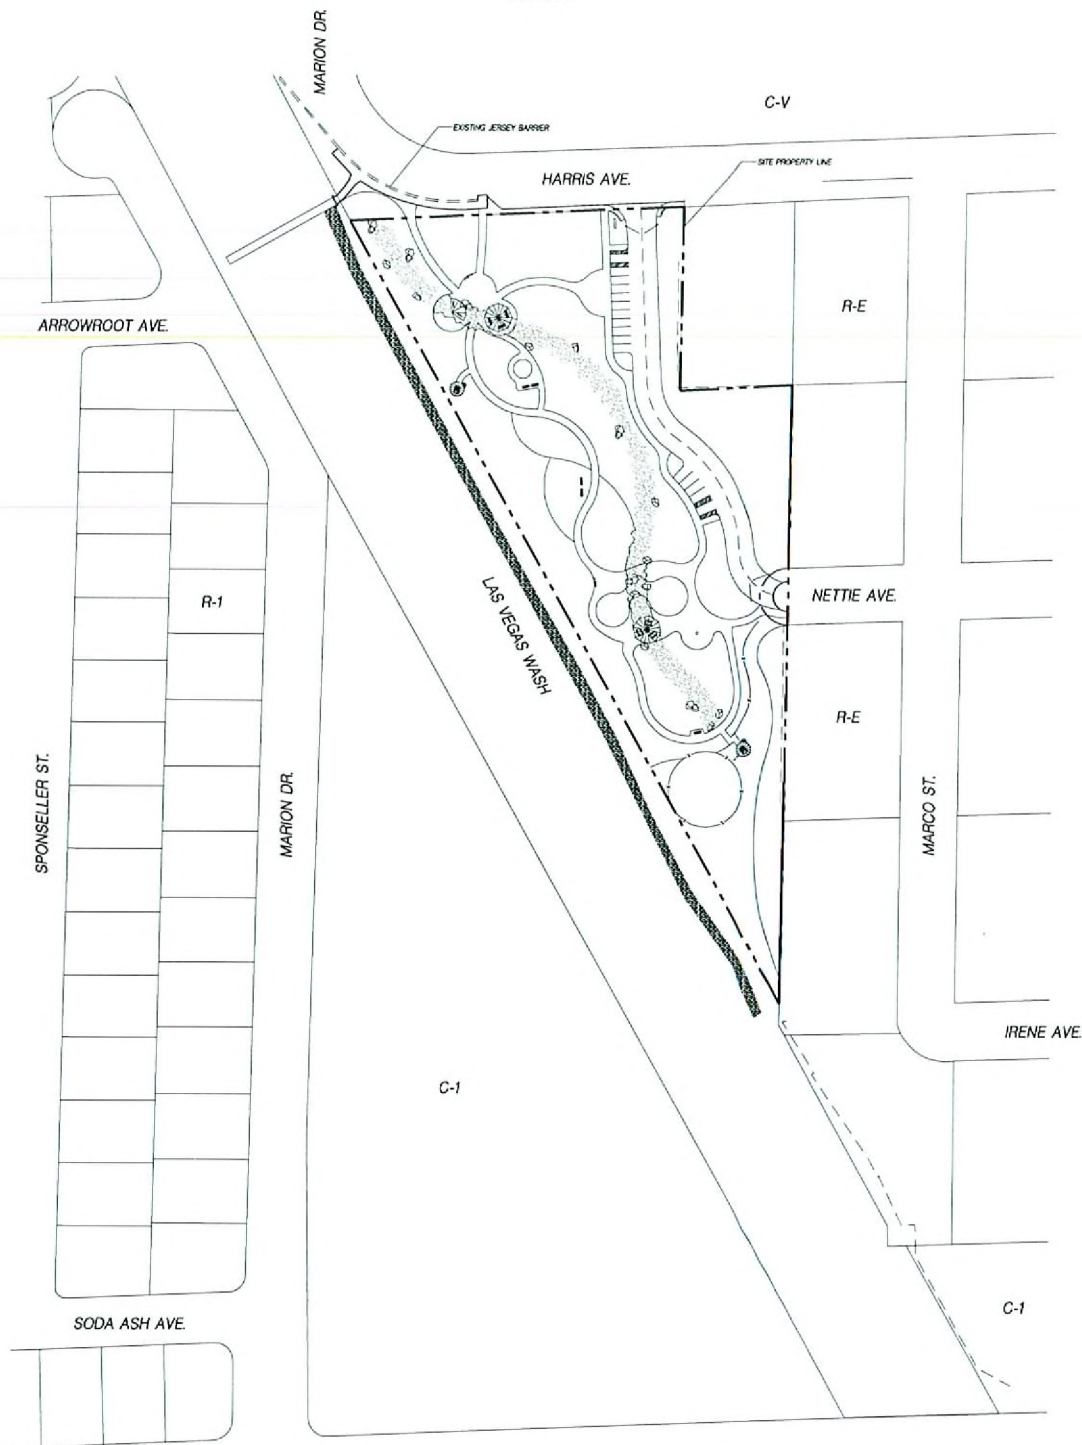 MARION DR.
C-V
EXISTING JERSEY BARRIER
SITE PROPERTY LINE
HARRIS AVE.
R-E
ARROWROOT AVE.
LAS VEGAS WASH
NETTIE AVE.
R-1
R-E
SPONSELLER ST.
MARION DR.
MARCO ST.
IRENE AVE.
C-1
C-1
SODA ASH AVE.